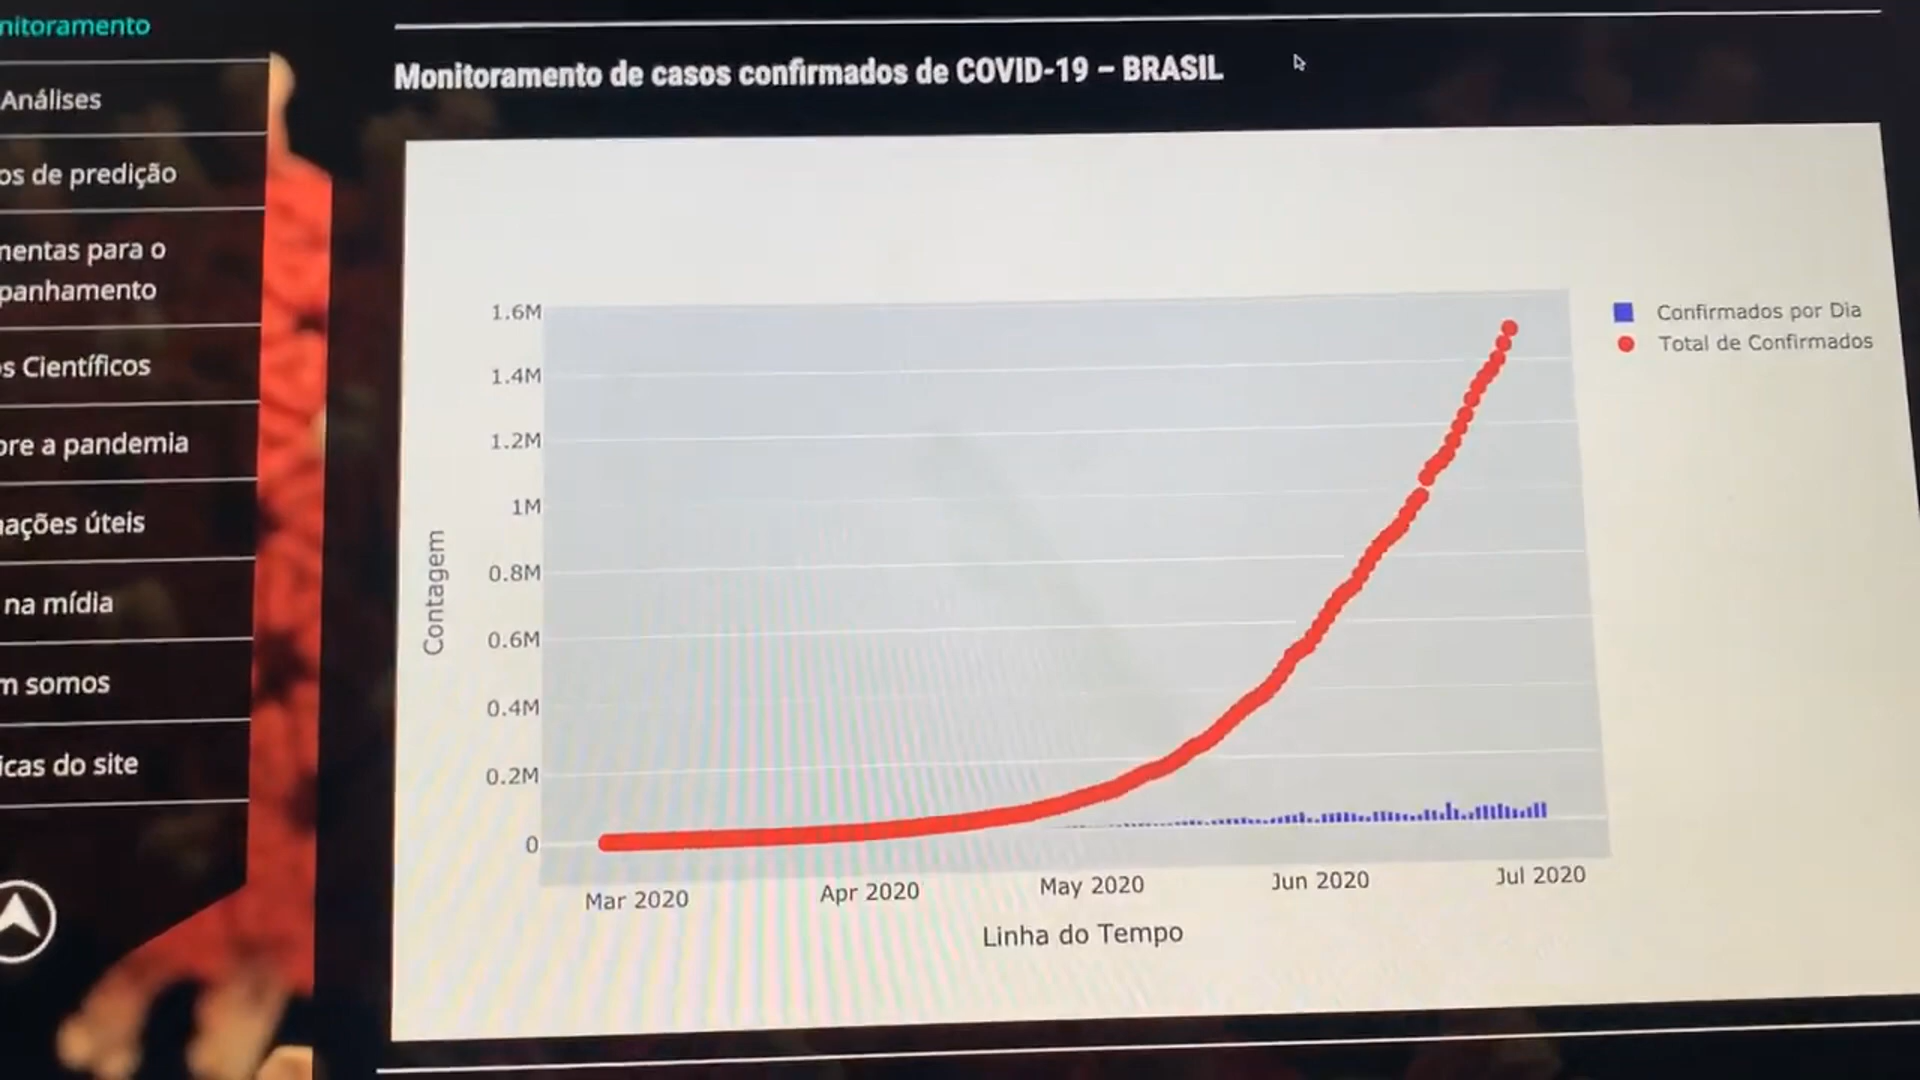 nitoramento
Análises
os de predição
mentas para o
panhamento
s Científicos
bre a pandemia
nações úteis
na mídia
m somos
icas do site
Monitoramento de casos confirmados de COVID-19 – BRASIL
1.6M
1.4M
1.2M
1M
0.8M
0.6M
0.4M
0.2M
0
Contagem
Mar 2020
Apr 2020
May 2020
Jun 2020
Jul 2020
Linha do Tempo
Confirmados por Dia
Total de Confirmados